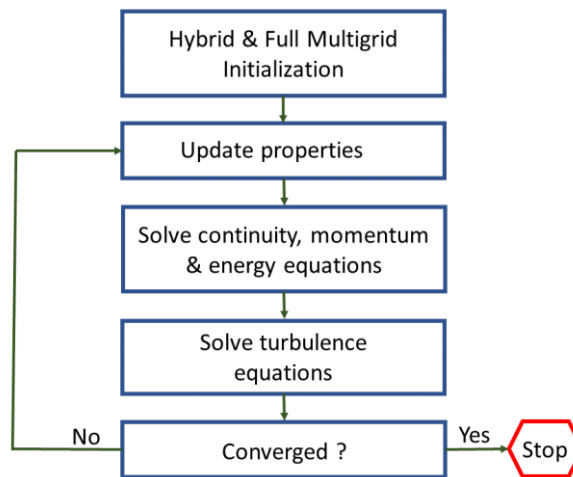 Hybrid & Full Multigrid
Initialization
Update properties
Solve continuity, momentum
& energy equations
Solve turbulence
equations
No
Converged ?
Yes
Stop